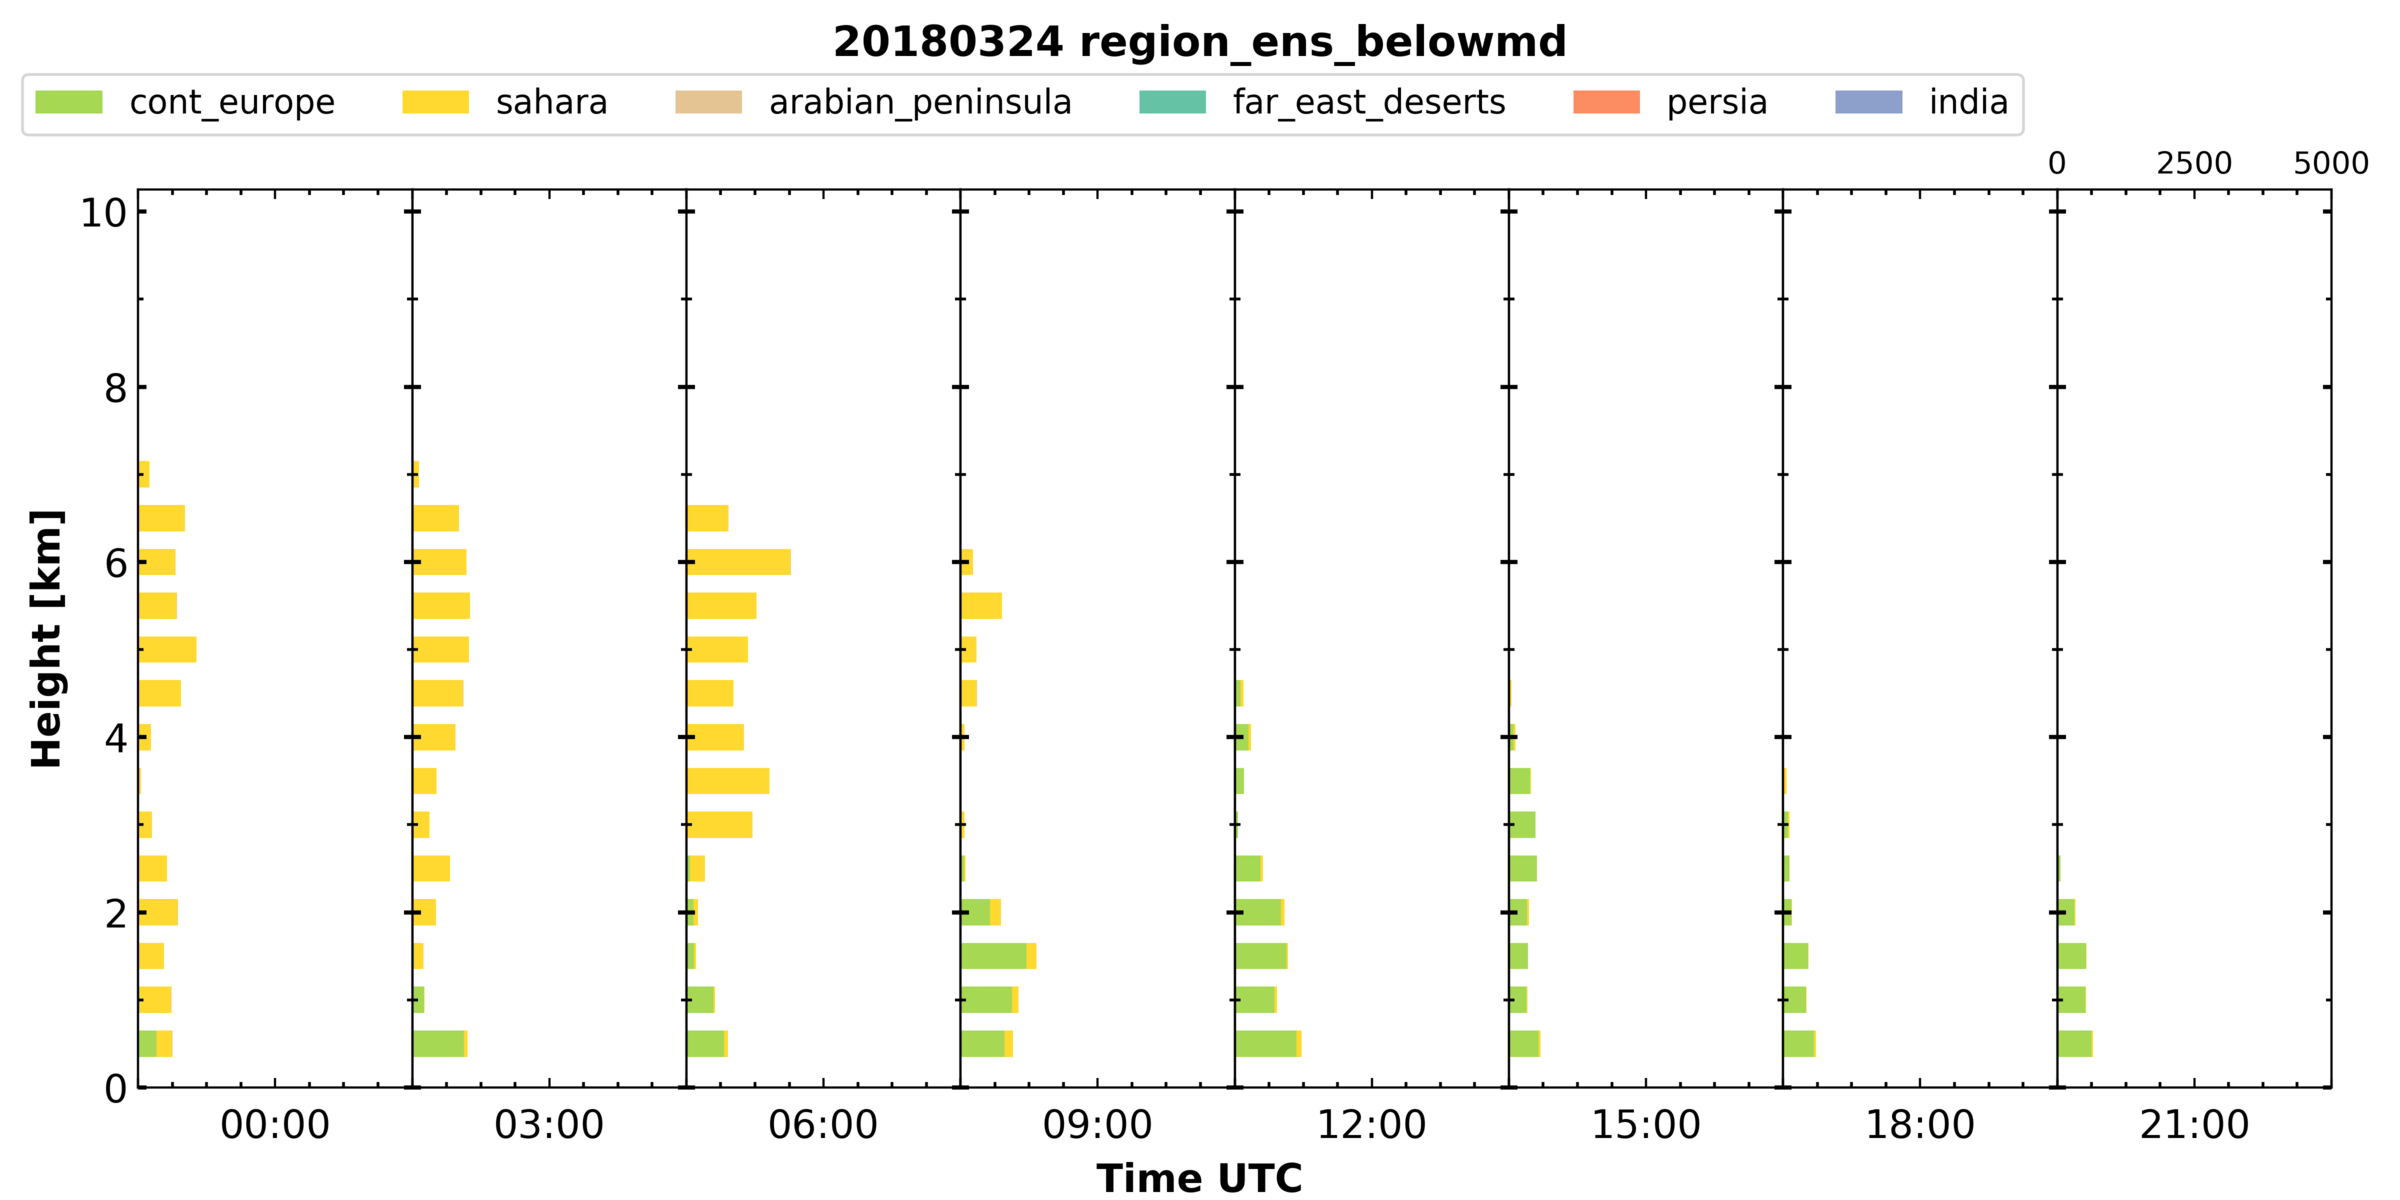 20180324 region_ens_belowmd
cont_europe sahara arabian_peninsula far_east_deserts persia india
0 2500 5000
10
8
6
4
2
0
Height [km]
00:00 03:00 06:00 09:00 12:00 15:00 18:00 21:00
Time UTC